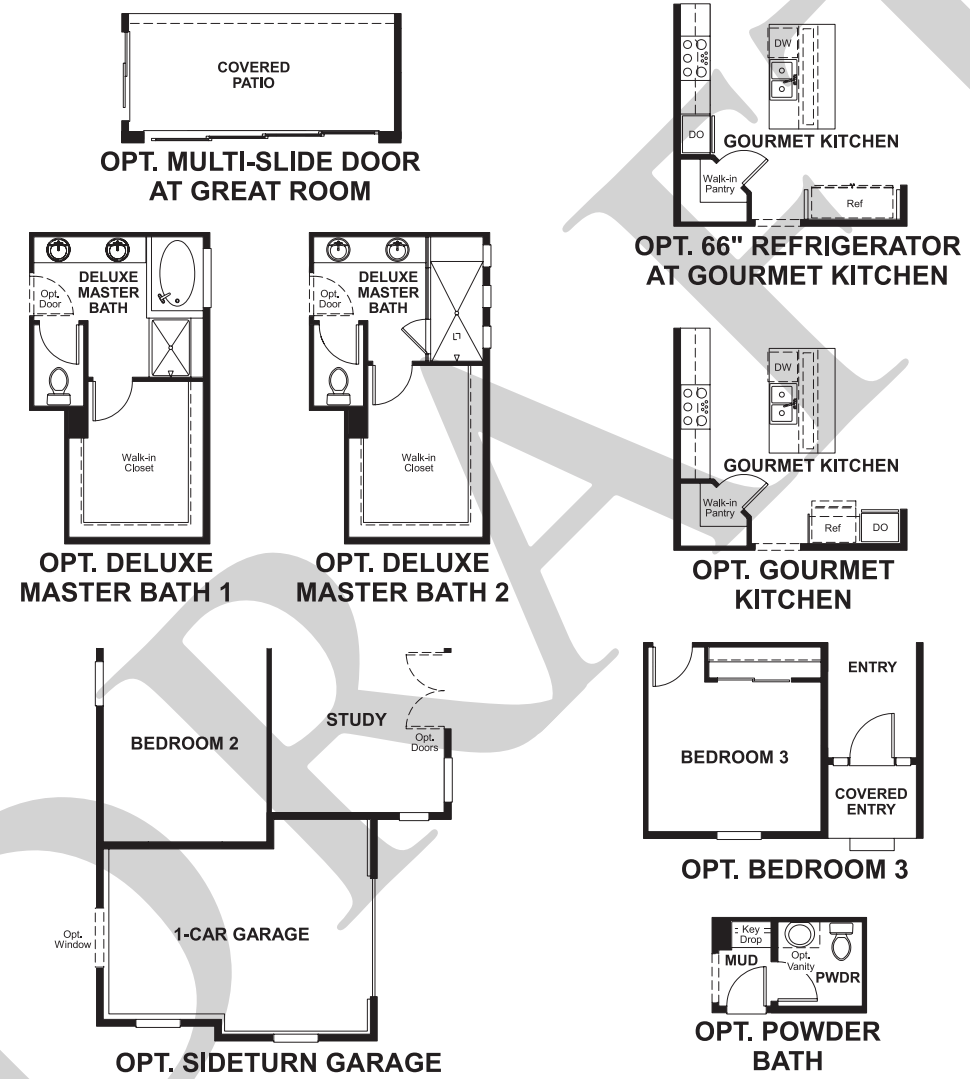 COVERED
PATIO
OPT. MULTI-SLIDE DOOR
AT GREAT ROOM
DW
DO
GOURMET KITCHEN
Walk-in
Pantry
Ref
OPT. 66" REFRIGERATOR
AT GOURMET KITCHEN
DELUXE
MASTER
BATH
Opt.
Door
Walk-in
Closet
OPT. DELUXE
MASTER BATH 1
DELUXE
MASTER
BATH
Opt.
Door
Walk-in
Closet
OPT. DELUXE
MASTER BATH 2
DW
GOURMET KITCHEN
Walk-in
Pantry
Ref
DO
OPT. GOURMET
KITCHEN
BEDROOM 2
STUDY
Opt.
Doors
Opt.
Window
1-CAR GARAGE
OPT. SIDETURN GARAGE
ENTRY
BEDROOM 3
COVERED
ENTRY
OPT. BEDROOM 3
Key
Drop
MUD
Opt.
Vanity
PWDR
OPT. POWDER
BATH
DRAFT